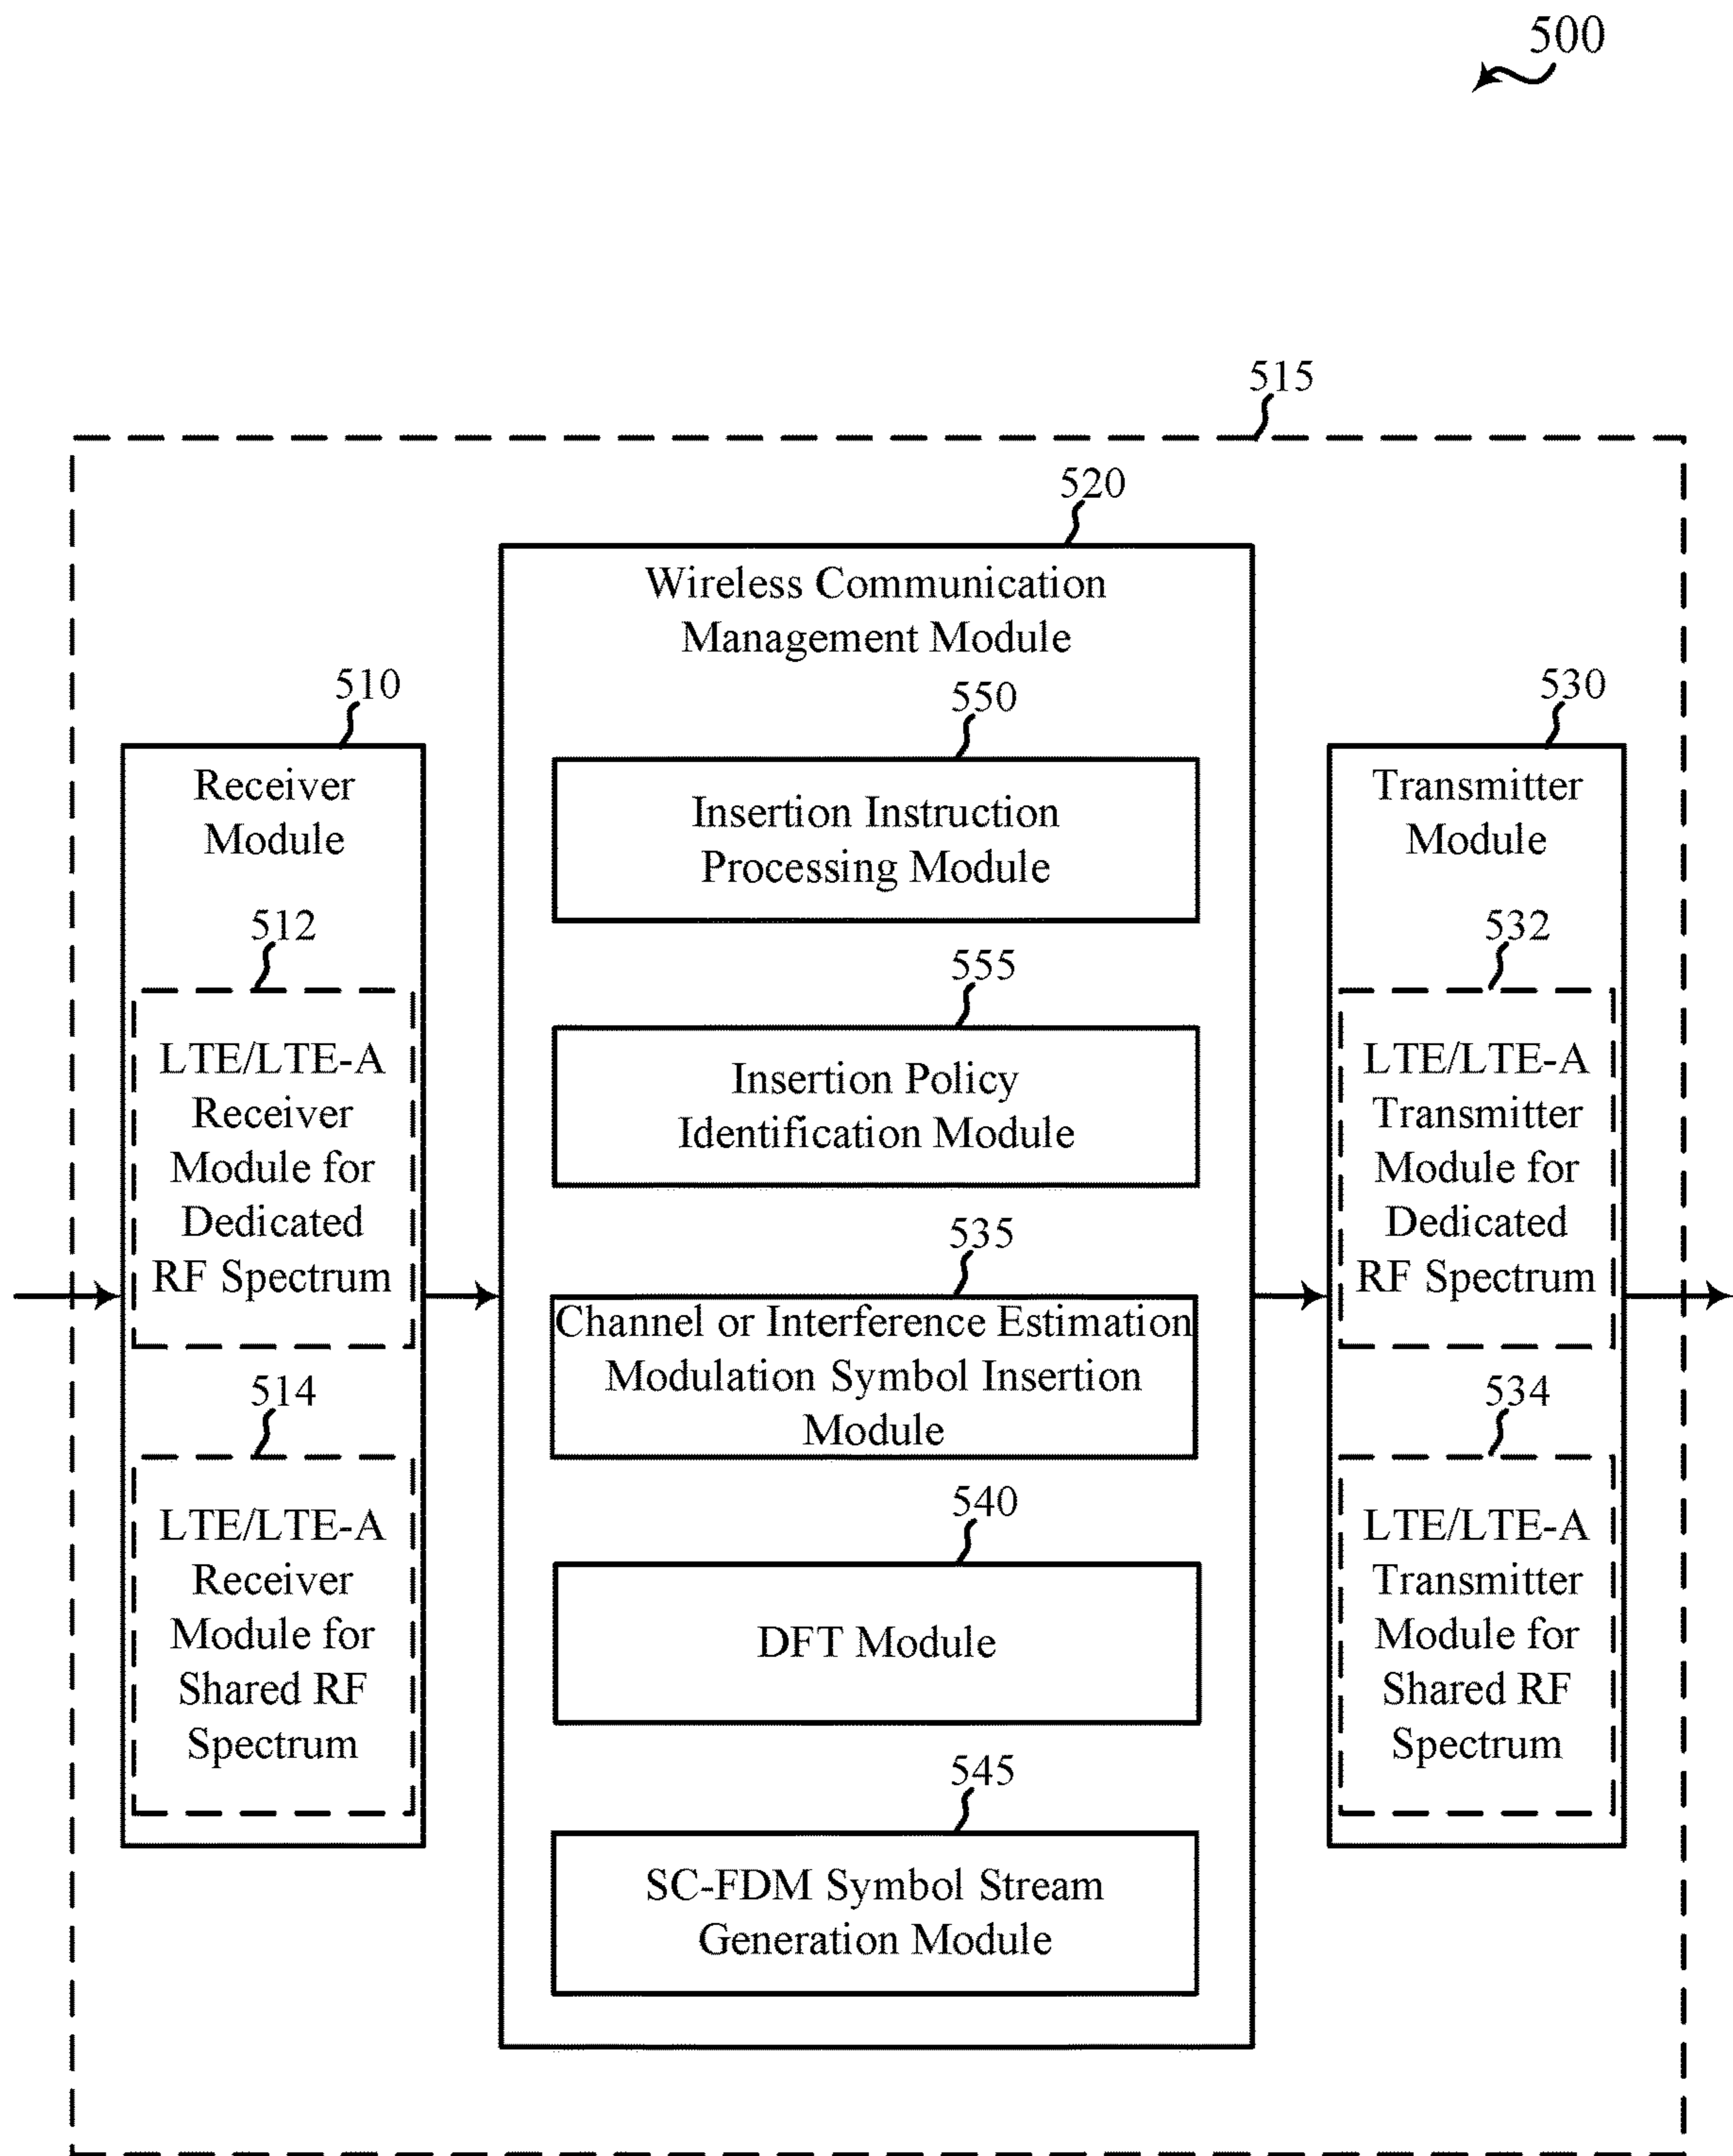 500
515
520
Wireless Communication
Management Module
510
Receiver
Module
512
LTE/LTE-A
Receiver
Module for
Dedicated
RF Spectrum
514
LTE/LTE-A
Receiver
Module for
Shared RF
Spectrum
550
Insertion Instruction
Processing Module
555
Insertion Policy
Identification Module
535
Channel or Interference Estimation
Modulation Symbol Insertion
Module
540
DFT Module
545
SC-FDM Symbol Stream
Generation Module
530
Transmitter
Module
532
LTE/LTE-A
Transmitter
Module for
Dedicated
RF Spectrum
534
LTE/LTE-A
Transmitter
Module for
Shared RF
Spectrum